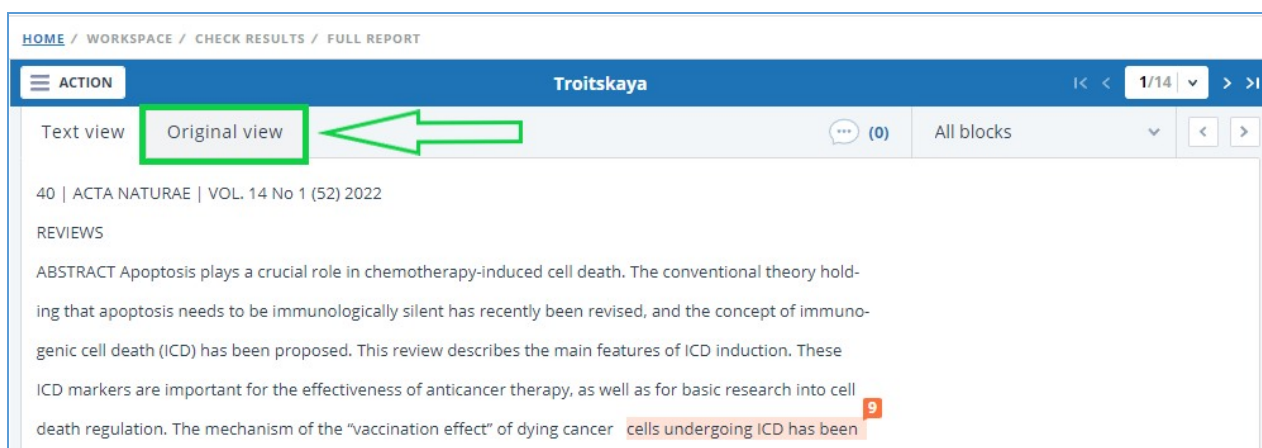 HOME / WORKSPACE / CHECK RESULTS / FULL REPORT
ACTION Troitskaya 1/14
Text view Original view (0) All blocks
40 | ACTA NATURAE | VOL. 14 No 1 (52) 2022
REVIEWS
ABSTRACT Apoptosis plays a crucial role in chemotherapy-induced cell death. The conventional theory hold-
ing that apoptosis needs to be immunologically silent has recently been revised, and the concept of immuno-
genic cell death (ICD) has been proposed. This review describes the main features of ICD induction. These
ICD markers are important for the effectiveness of anticancer therapy, as well as for basic research into cell
9
death regulation. The mechanism of the “vaccination effect” of dying cancer cells undergoing ICD has been